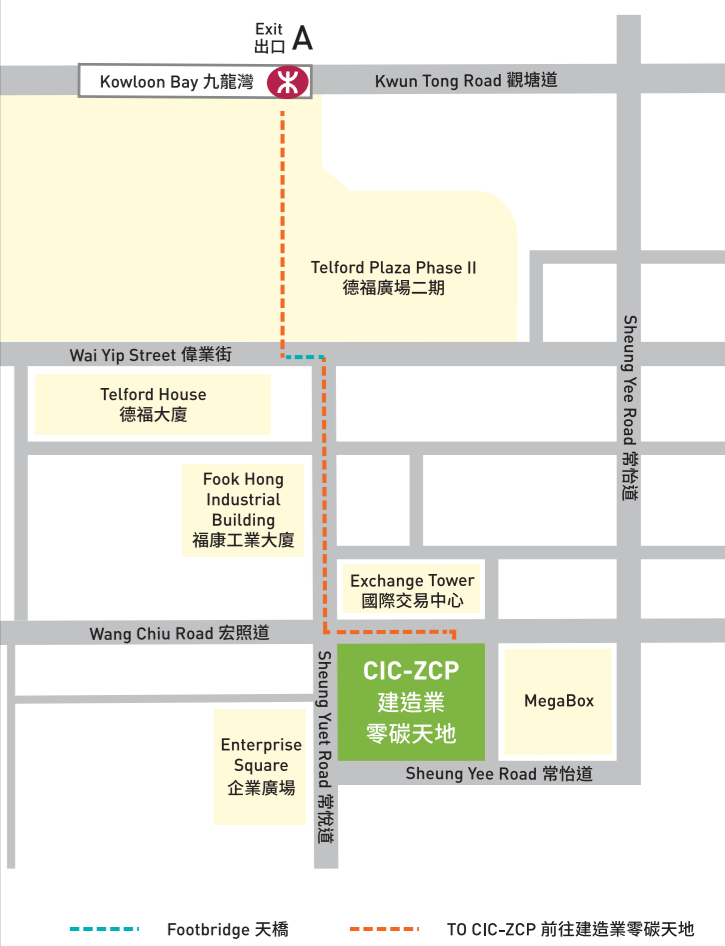 Exit
出口 A
Kowloon Bay 九龍灣
Kwun Tong Road 觀塘道
Telford Plaza Phase II
德福廣場二期
Wai Yip Street 偉業街
Sheung Yee Road 常怡道
Telford House
德福大廈
Fook Hong
Industrial
Building
福康工業大廈
Exchange Tower
國際交易中心
Wang Chiu Road 宏照道
CIC-ZCP
建造業
零碳天地
MegaBox
Sheung Yuet Road 常悅道
Enterprise
Square
企業廣場
Sheung Yee Road 常怡道
Footbridge 天橋
TO CIC-ZCP 前往建造業零碳天地